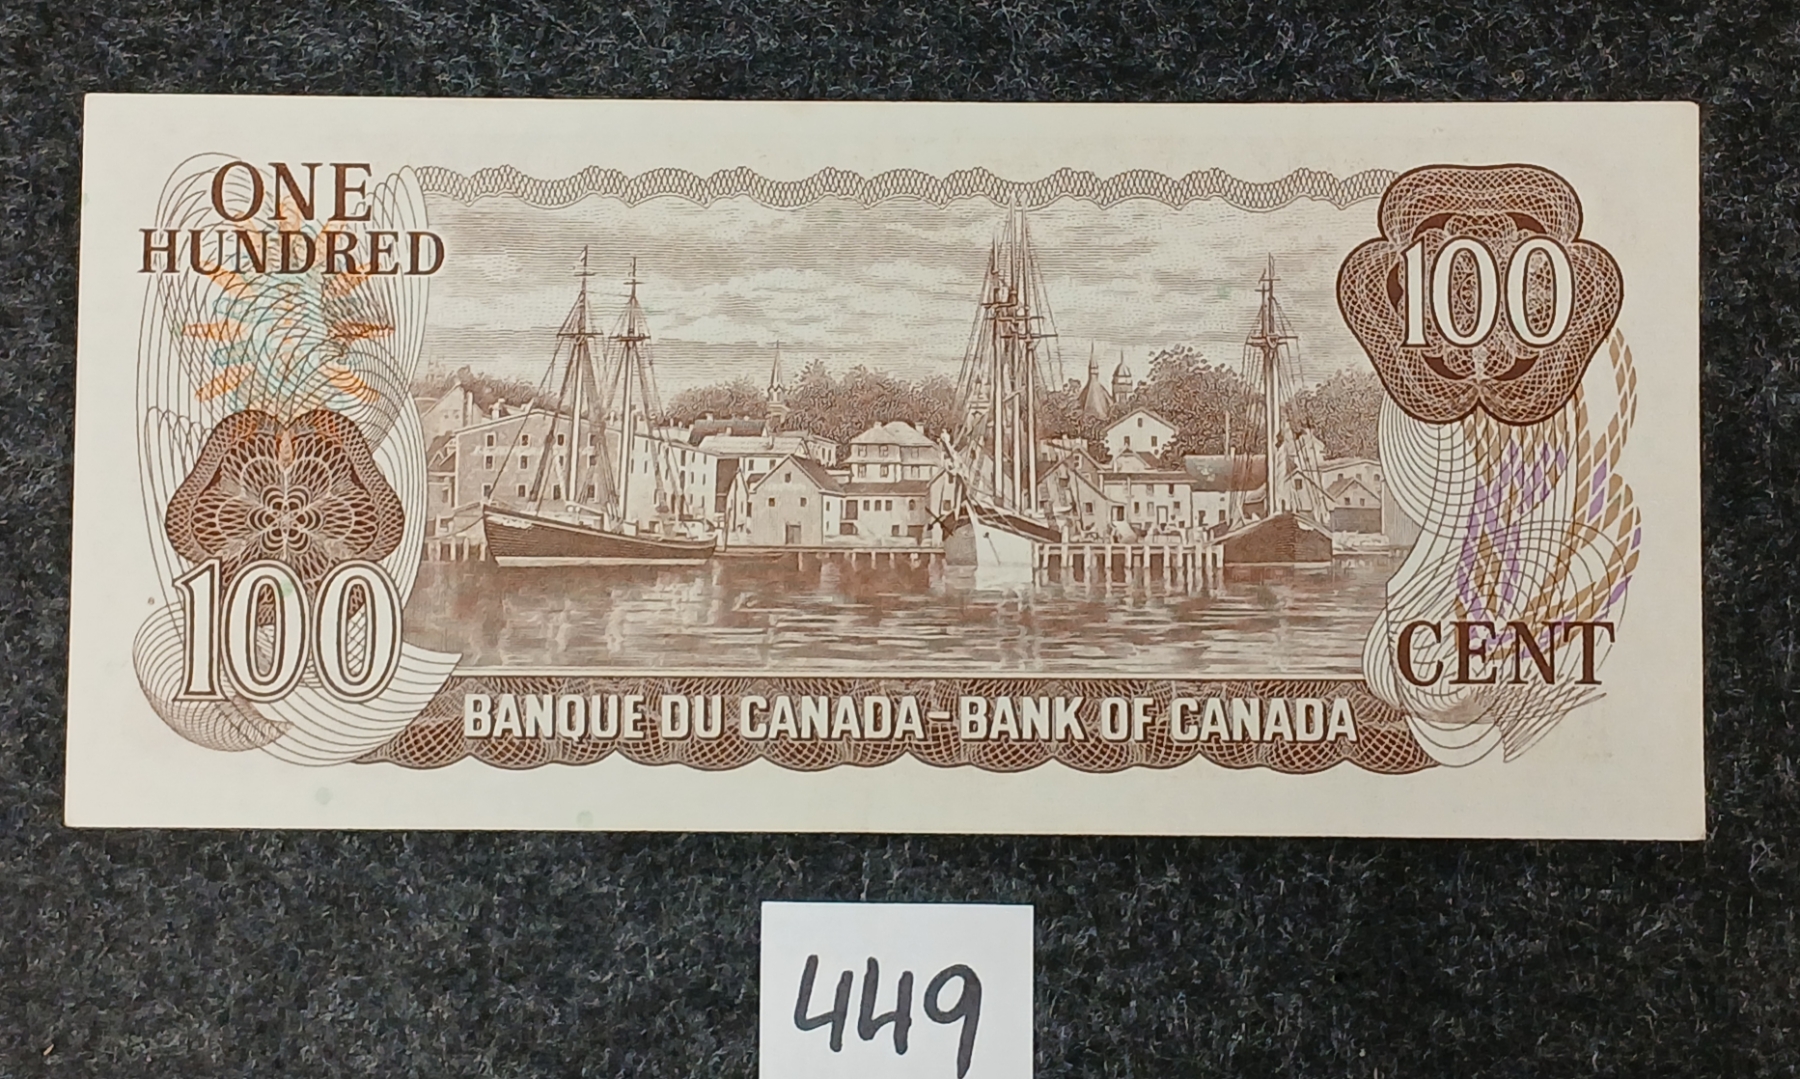 ONE
HUNDRED
100
100
CENT
BANQUE DU CANADA-BANK OF CANADA
449